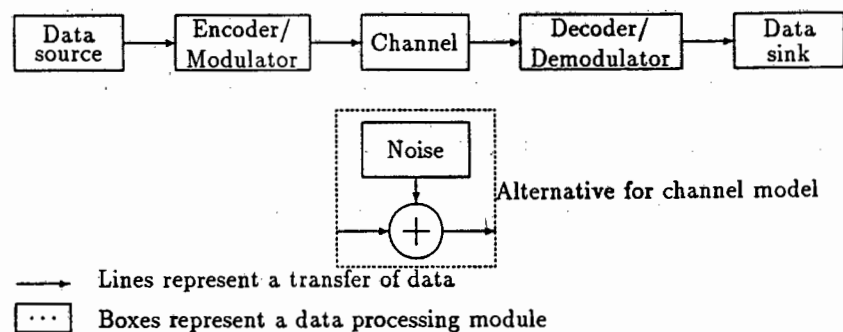 Data source
Encoder/ Modulator
Channel
Decoder/ Demodulator
Data sink
Noise
+
Alternative for channel model
Lines represent a transfer of data
··· Boxes represent a data processing module